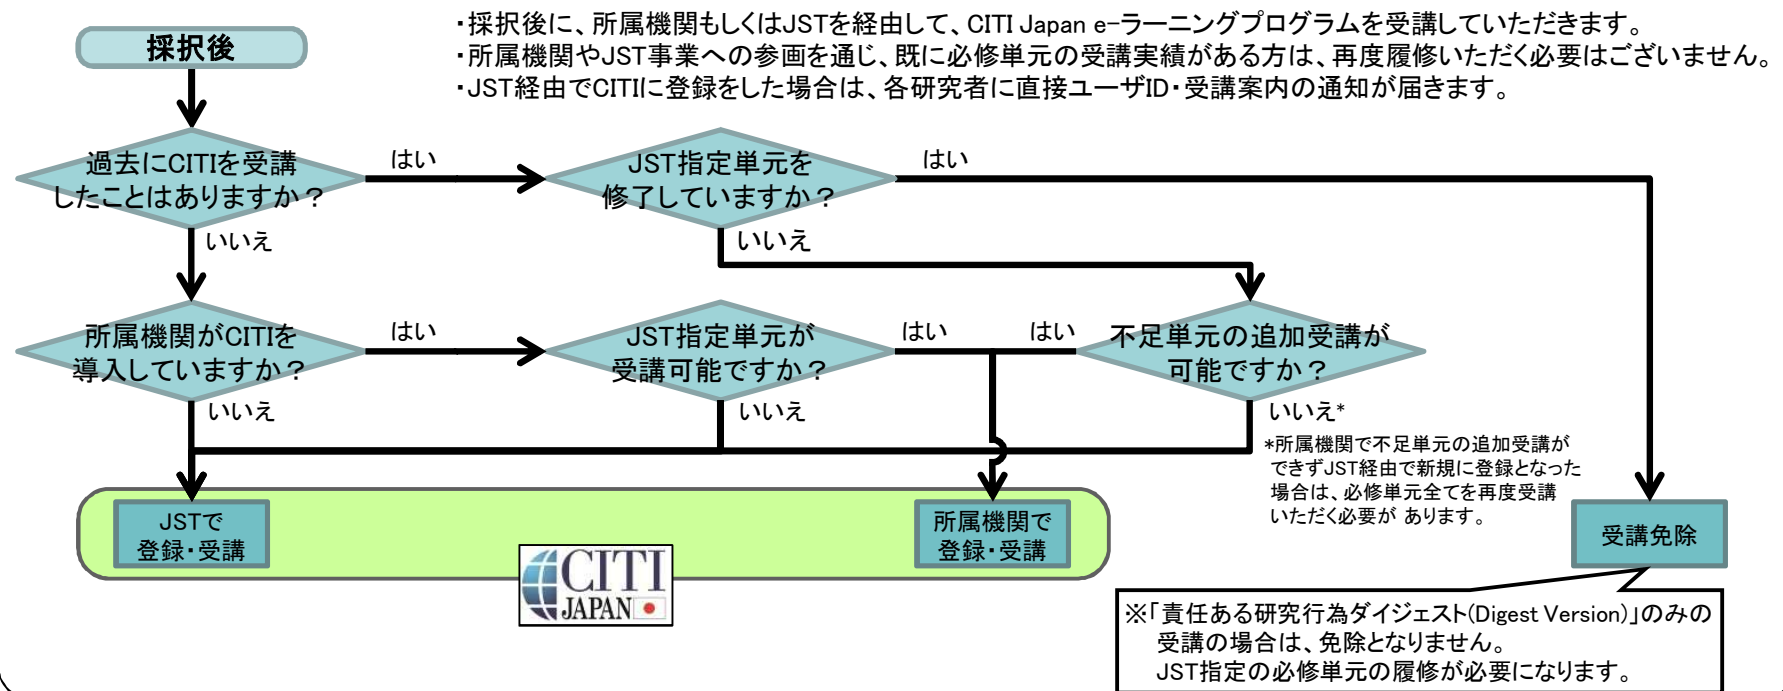 ・採択後に、所属機関もしくはJSTを経由して、CITI Japan e-ラーニングプログラムを受講していただきます。
・所属機関やJST事業への参画を通じ、既に必修単元の受講実績がある方は、再度履修いただく必要はございません。
・JST経由でCITIに登録をした場合は、各研究者に直接ユーザID・受講案内の通知が届きます。
採択後
過去にCITIを受講
したことはありますか？
はい
JST指定単元を
修了していますか？
はい
いいえ
いいえ
所属機関がCITIを
導入していますか？
はい
JST指定単元が
受講可能ですか？
はい
はい
不足単元の追加受講が
可能ですか？
いいえ
いいえ
いいえ*
*所属機関で不足単元の追加受講が
できずJST経由で新規に登録となった
場合は、必修単元全てを再度受講
いただく必要が あります。
JSTで
登録・受講
所属機関で
登録・受講
受講免除
CITI
JAPAN
※「責任ある研究行為ダイジェスト(Digest Version)」のみの
受講の場合は、免除となりません。
JST指定の必修単元の履修が必要になります。